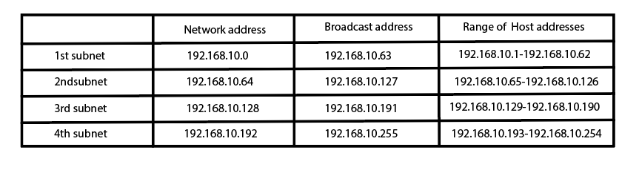 Network address Broadcast address Range of Host addresses
1st subnet 192.168.10.0 192.168.10.63 192.168.10.1-192.168.10.62
2ndsubnet 192.168.10.64 192.168.10.127 192.168.10.65-192.168.10.126
3rd subnet 192.168.10.128 192.168.10.191 192.168.10.129-192.168.10.190
4th subnet 192.168.10.192 192.168.10.255 192.168.10.193-192.168.10.254